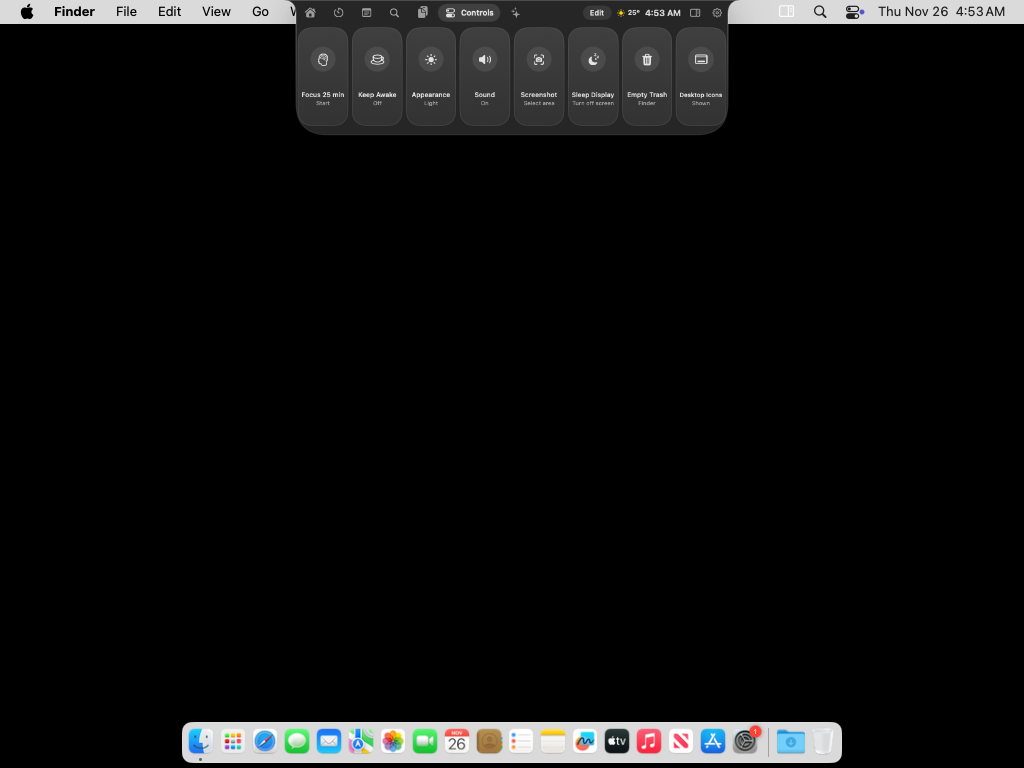 Finder File Edit View Go
Controls
Edit 25° 4:53 AM
Thu Nov 26 4:53 AM
Focus 25 min
Start
Keep Awake
Off
Appearance
Light
Sound
On
Screenshot
Select area
Sleep Display
Turn off screen
Empty Trash
Finder
Desktop Icons
Shown
NOV
26
tv
1